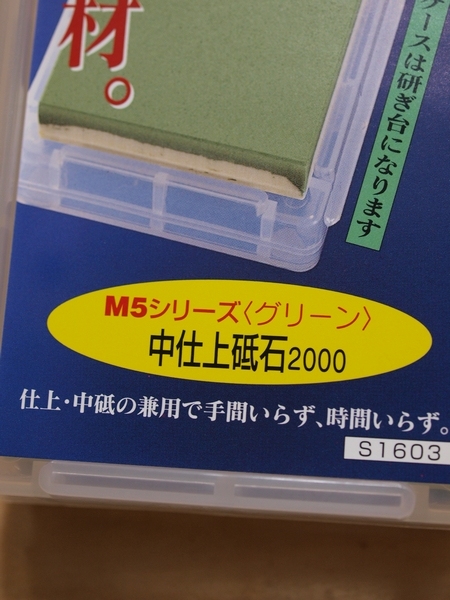 材。
ケースは研ぎ台になります
M5シリーズ〈グリーン〉
中仕上砥石2000
仕上・中砥の兼用で手間いらず、時間いらず。
S1603